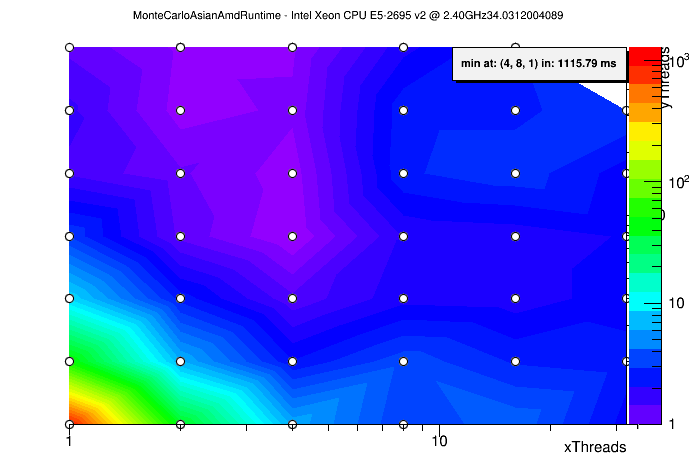 MonteCarloAsianAmdRuntime - Intel Xeon CPU E5-2695 v2 @ 2.40GHz34.0312004089
min at: (4, 8, 1) in: 1115.79 ms
10³
yThreads
10²
10
1
1
10
xThreads